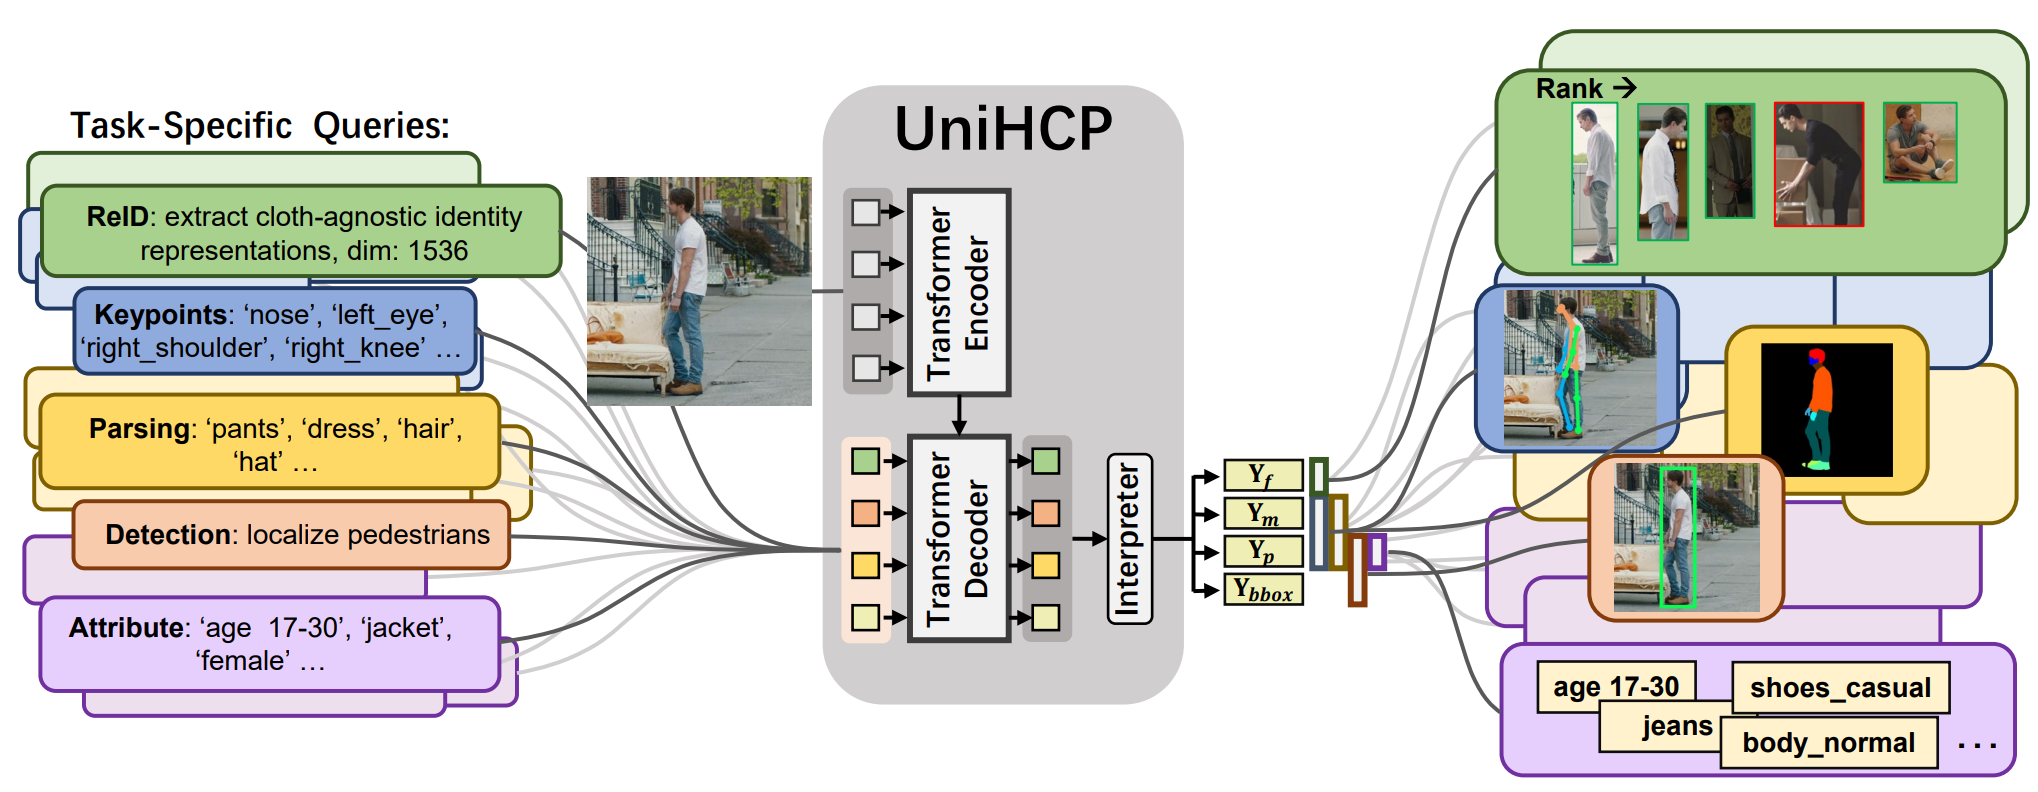 Task-Specific Queries:
ReID: extract cloth-agnostic identity
representations, dim: 1536
Keypoints: ‘nose’, ‘left_eye’,
‘right_shoulder’, ‘right_knee’ …
Parsing: ‘pants’, ‘dress’, ‘hair’,
‘hat’ …
Detection: localize pedestrians
Attribute: ‘age 17-30’, ‘jacket’,
‘female’ …
UniHCP
Transformer
Encoder
Transformer
Decoder
Interpreter
Y_f
Y_m
Y_p
Y_bbox
Rank →
age 17-30
shoes_casual
jeans
body_normal
...